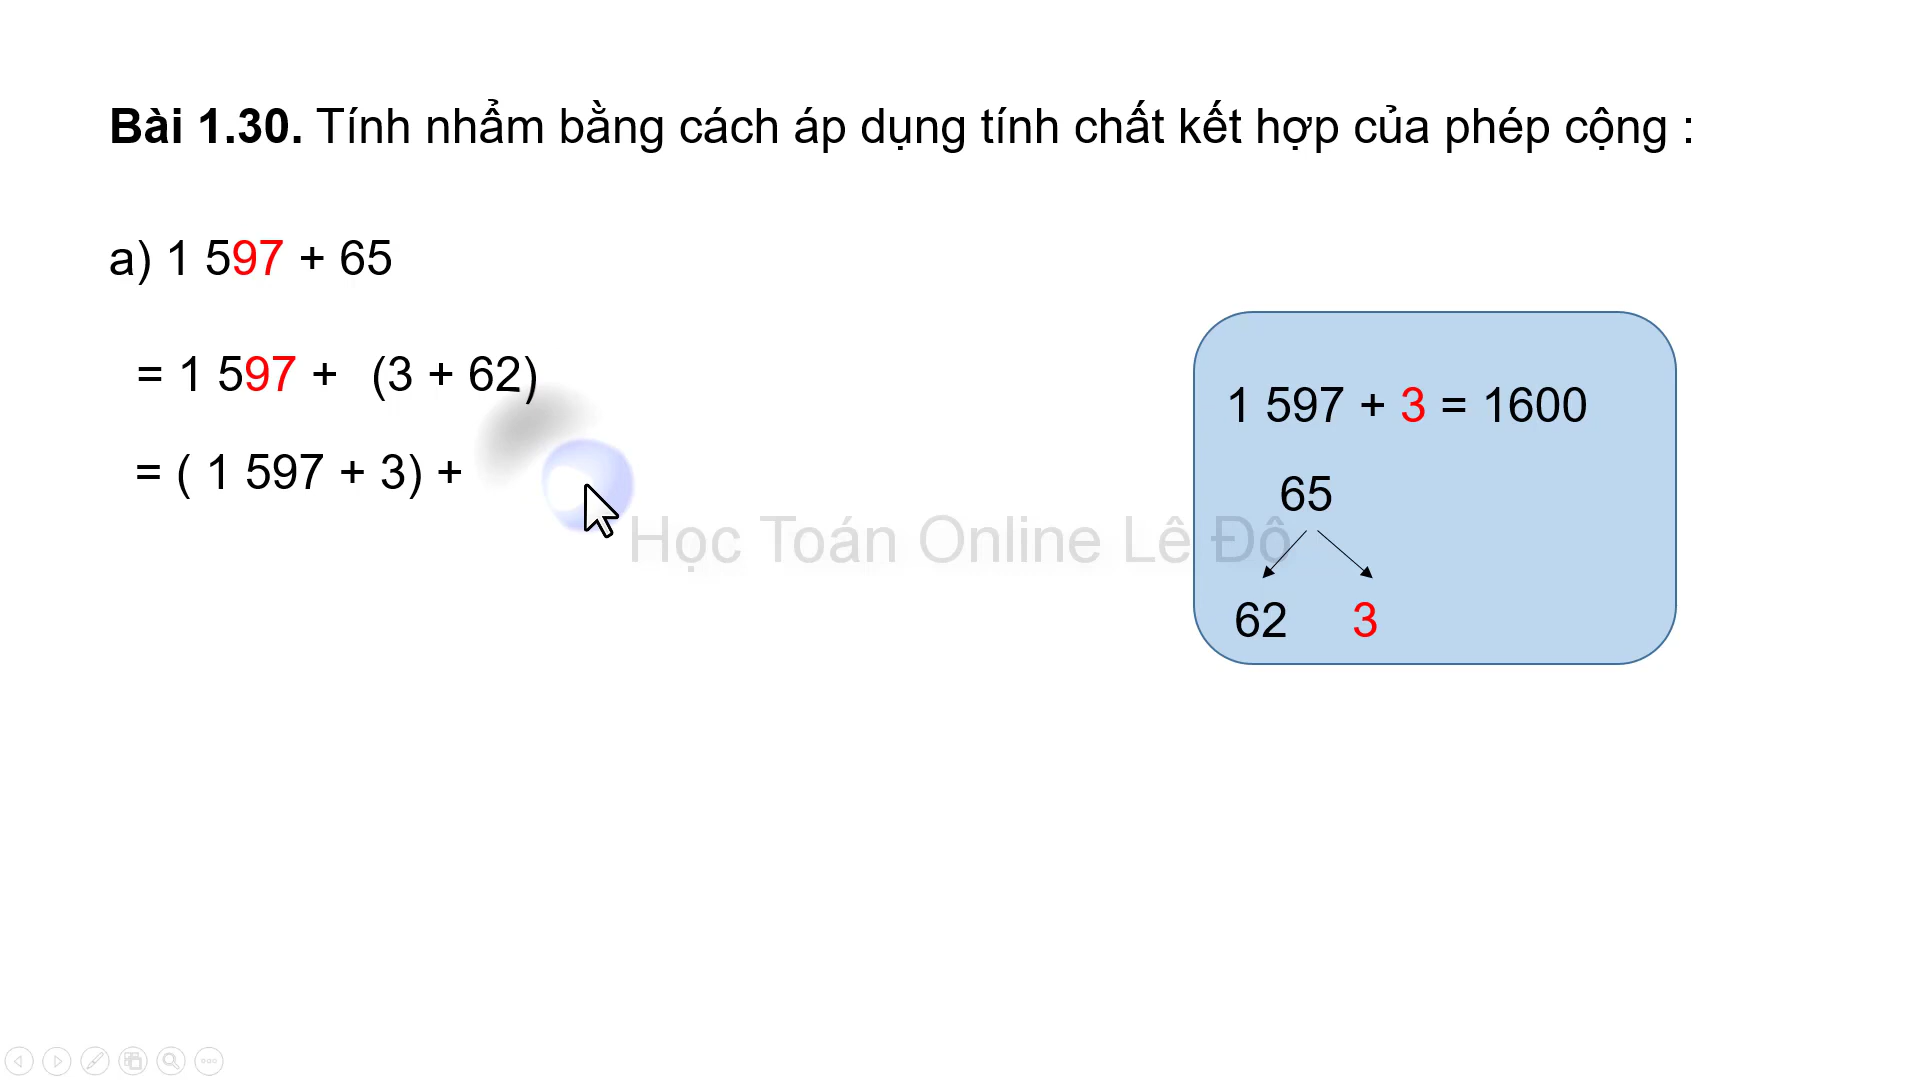 Bài 1.30. Tính nhẩm bằng cách áp dụng tính chất kết hợp của phép cộng :
a) 1 597 + 65
= 1 597 + (3 + 62)
= ( 1 597 + 3) +
1 597 + 3 = 1600
65
62 3
Học Toán Online Lê Đô